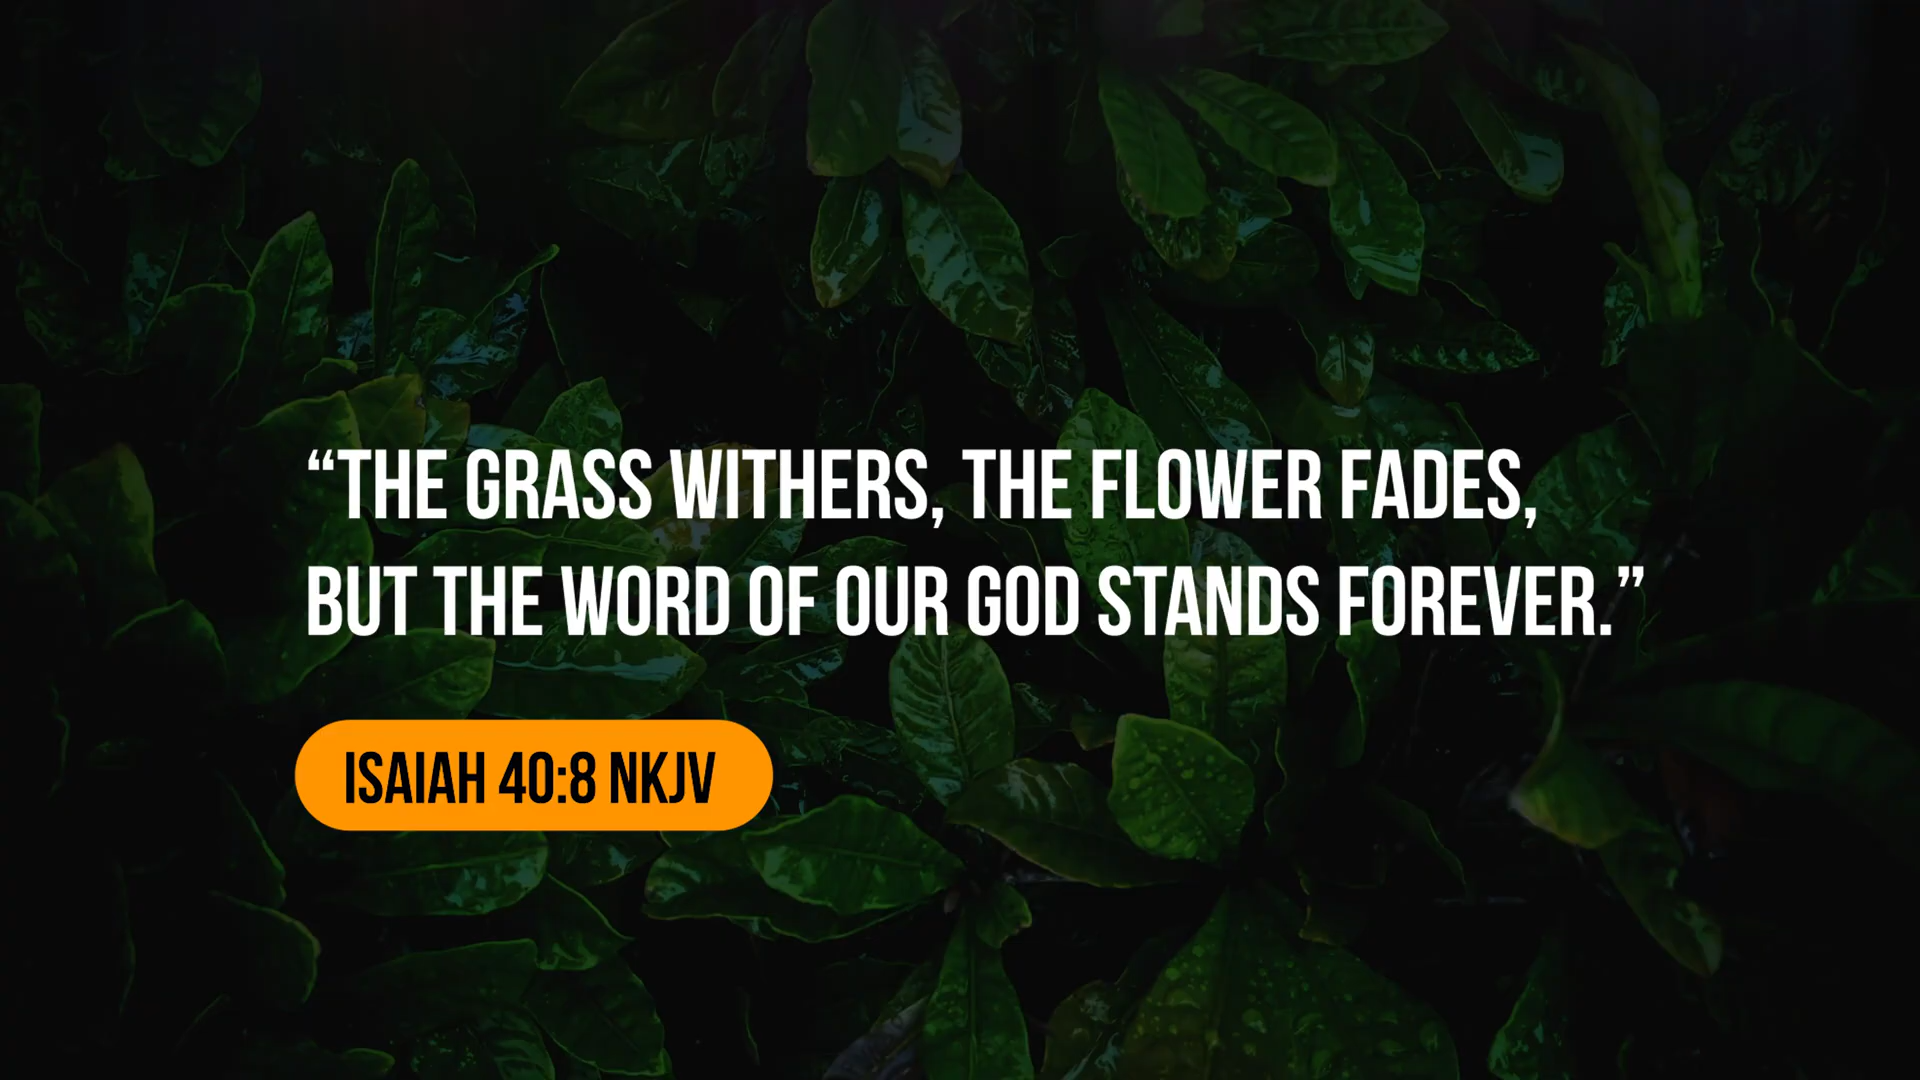 “THE GRASS WITHERS, THE FLOWER FADES,
BUT THE WORD OF OUR GOD STANDS FOREVER.”
ISAIAH 40:8 NKJV